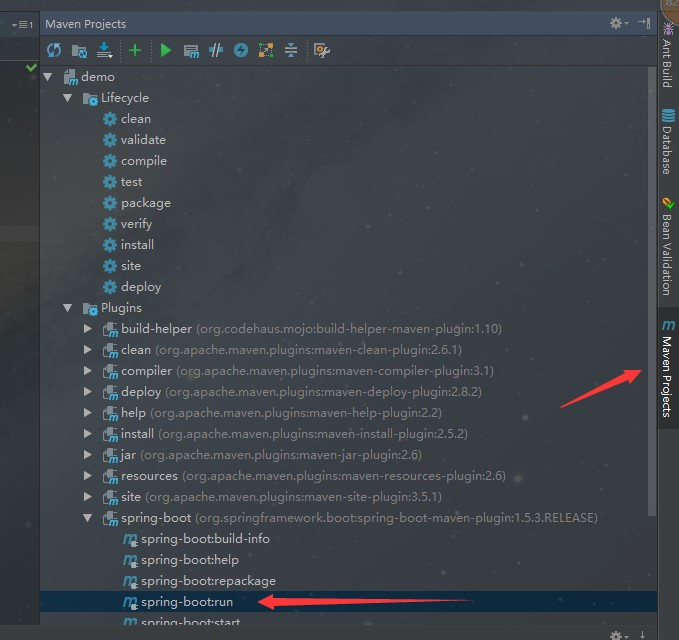 Maven Projects
demo
Lifecycle
clean
validate
compile
test
package
verify
install
site
deploy
Plugins
build-helper (org.codehaus.mojo:build-helper-maven-plugin:1.10)
clean (org.apache.maven.plugins:maven-clean-plugin:2.6.1)
compiler (org.apache.maven.plugins:maven-compiler-plugin:3.1)
deploy (org.apache.maven.plugins:maven-deploy-plugin:2.8.2)
help (org.apache.maven.plugins:maven-help-plugin:2.2)
install (org.apache.maven.plugins:maven-install-plugin:2.5.2)
jar (org.apache.maven.plugins:maven-jar-plugin:2.6)
resources (org.apache.maven.plugins:maven-resources-plugin:2.6)
site (org.apache.maven.plugins:maven-site-plugin:3.5.1)
spring-boot (org.springframework.boot:spring-boot-maven-plugin:1.5.3.RELEASE)
spring-boot:build-info
spring-boot:help
spring-boot:repackage
spring-boot:run
spring-boot:start
Ant Build
Database
Bean Validation
Maven Projects